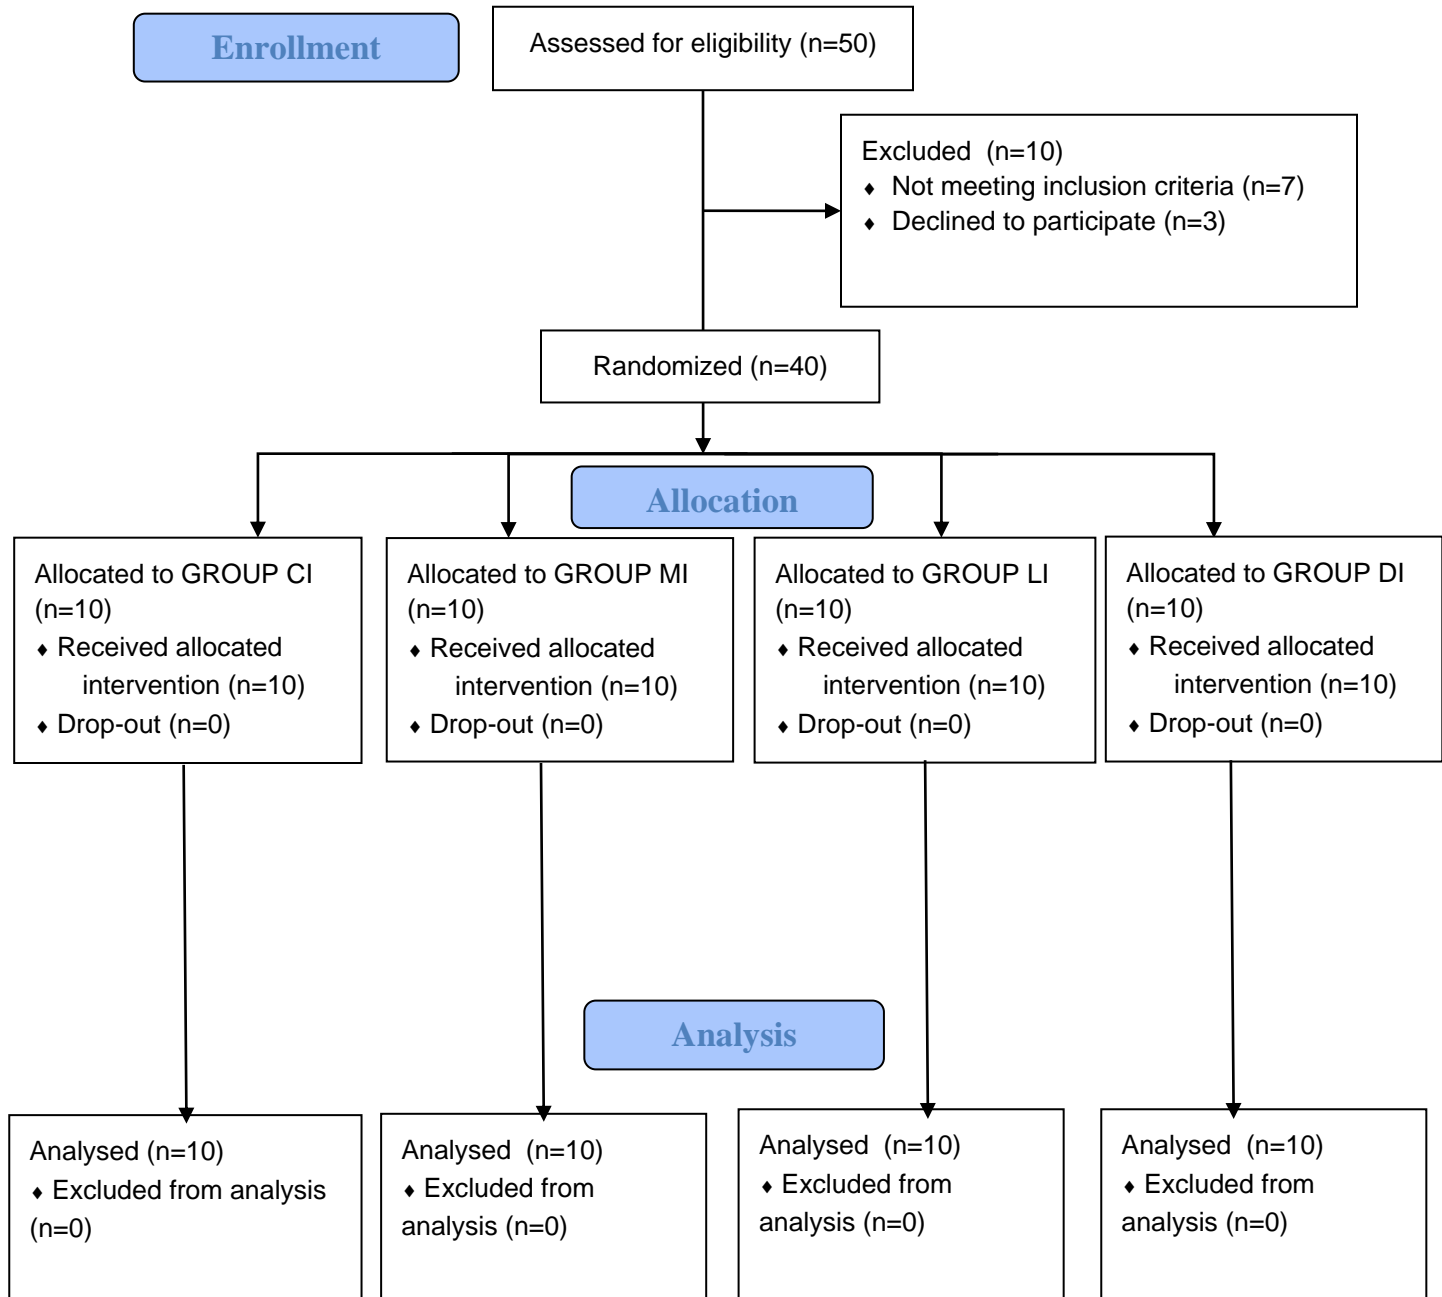 Enrollment
Assessed for eligibility (n=50)
Excluded (n=10)
♦ Not meeting inclusion criteria (n=7)
♦ Declined to participate (n=3)
Randomized (n=40)
Allocation
Allocated to GROUP CI
(n=10)
♦ Received allocated
intervention (n=10)
♦ Drop-out (n=0)
Allocated to GROUP MI
(n=10)
♦ Received allocated
intervention (n=10)
♦ Drop-out (n=0)
Allocated to GROUP LI
(n=10)
♦ Received allocated
intervention (n=10)
♦ Drop-out (n=0)
Allocated to GROUP DI
(n=10)
♦ Received allocated
intervention (n=10)
♦ Drop-out (n=0)
Analysis
Analysed (n=10)
♦ Excluded from analysis
(n=0)
Analysed (n=10)
♦ Excluded from
analysis (n=0)
Analysed (n=10)
♦ Excluded from
analysis (n=0)
Analysed (n=10)
♦ Excluded from
analysis (n=0)